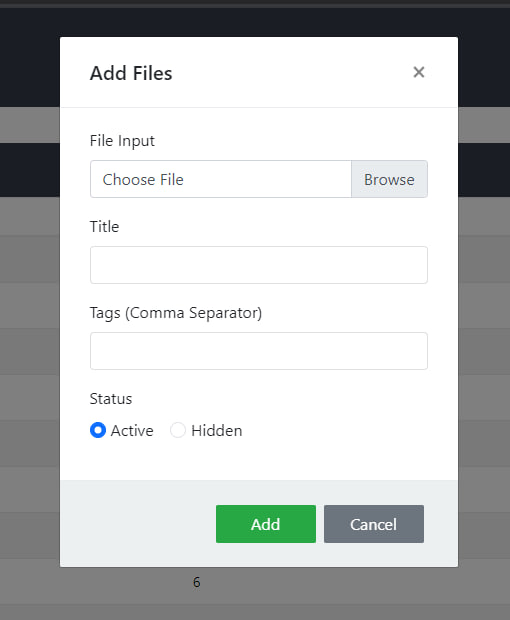 Add Files ×
File Input
Choose File Browse
Title
Tags (Comma Separator)
Status
Active Hidden
Add Cancel
6